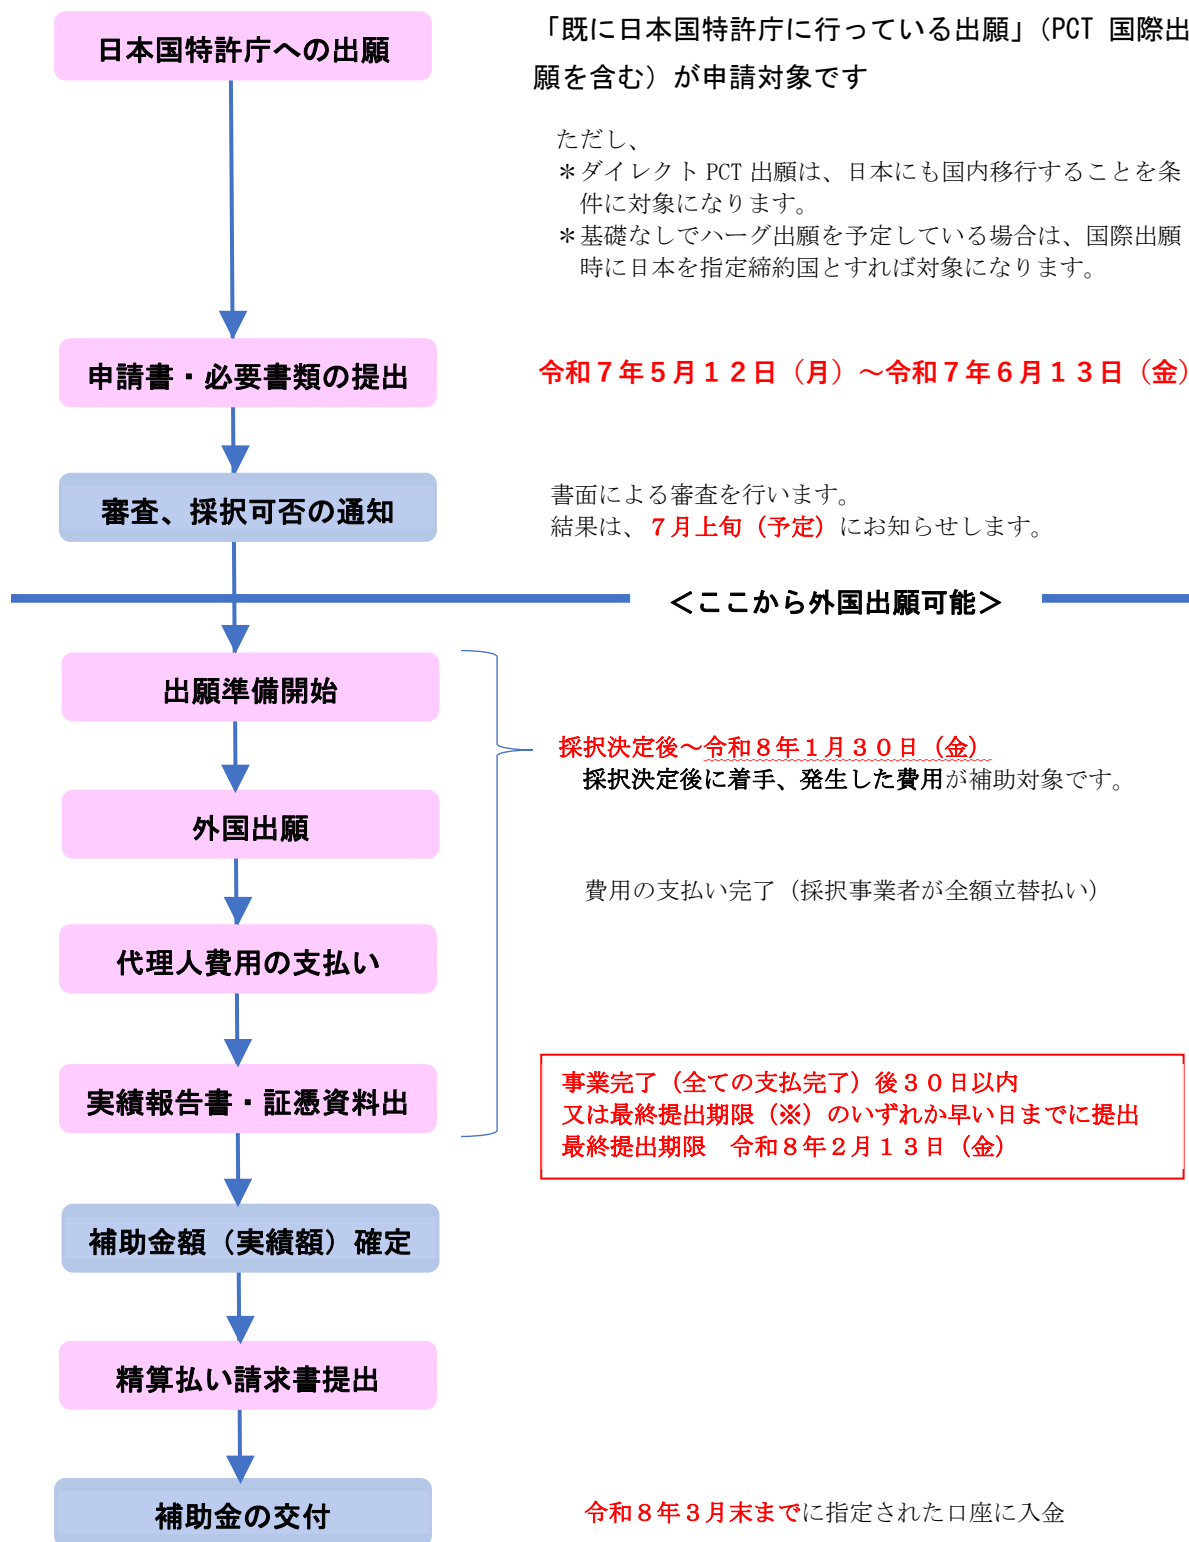 日本国特許庁への出願
「既に日本国特許庁に行っている出願」（PCT 国際出
願を含む）が申請対象です
ただし、
＊ダイレクト PCT 出願は、日本にも国内移行することを条
件に対象になります。
＊基礎なしでハーグ出願を予定している場合は、国際出願
時に日本を指定締約国とすれば対象になります。
申請書・必要書類の提出
令和７年５月１２日（月）～令和７年６月１３日（金）
審査、採択可否の通知
書面による審査を行います。
結果は、７月上旬（予定）にお知らせします。
＜ここから外国出願可能＞
出願準備開始
採択決定後～令和８年１月３０日（金）
採択決定後に着手、発生した費用が補助対象です。
外国出願
費用の支払い完了（採択事業者が全額立替払い）
代理人費用の支払い
実績報告書・証憑資料出
事業完了（全ての支払完了）後３０日以内
又は最終提出期限（※）のいずれか早い日までに提出
最終提出期限　令和８年２月１３日（金）
補助金額（実績額）確定
精算払い請求書提出
補助金の交付
令和８年３月末までに指定された口座に入金